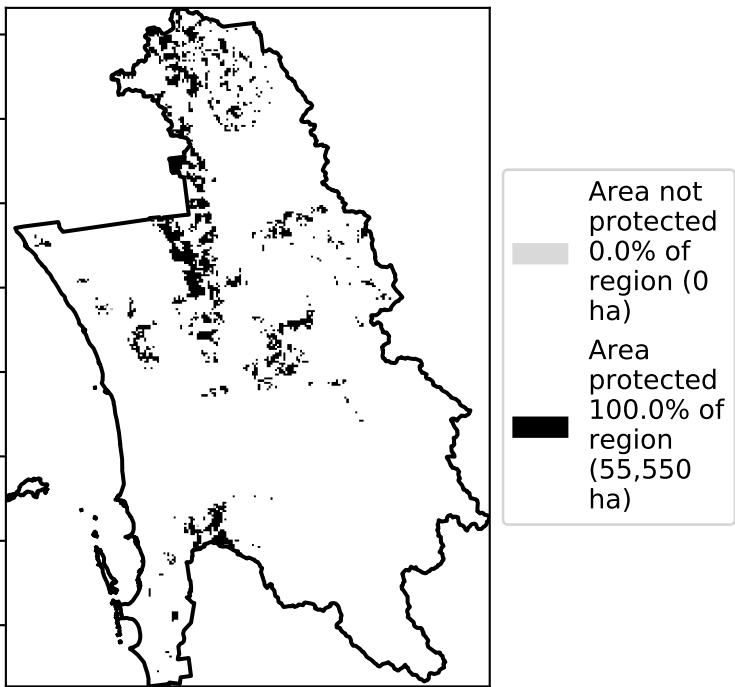 Area not
protected
0.0% of
region (0
ha)
Area
protected
100.0% of
region
(55,550
ha)